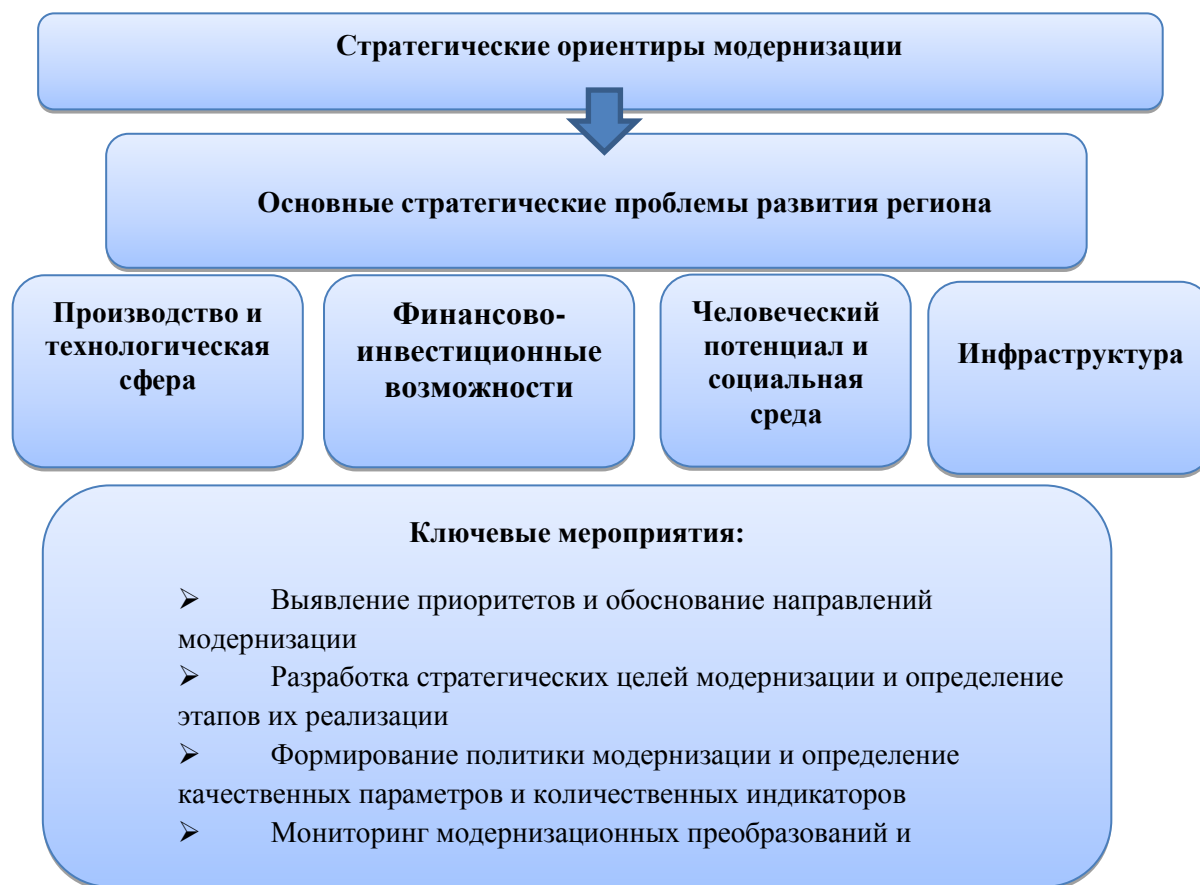 Стратегические ориентиры модернизации
Основные стратегические проблемы развития региона
Производство и
технологическая
сфера
Финансово-
инвестиционные
возможности
Человеческий
потенциал и
социальная
среда
Инфраструктура
Ключевые мероприятия:
➢ Выявление приоритетов и обоснование направлений
модернизации
➢ Разработка стратегических целей модернизации и определение
этапов их реализации
➢ Формирование политики модернизации и определение
качественных параметров и количественных индикаторов
➢ Мониторинг модернизационных преобразований и